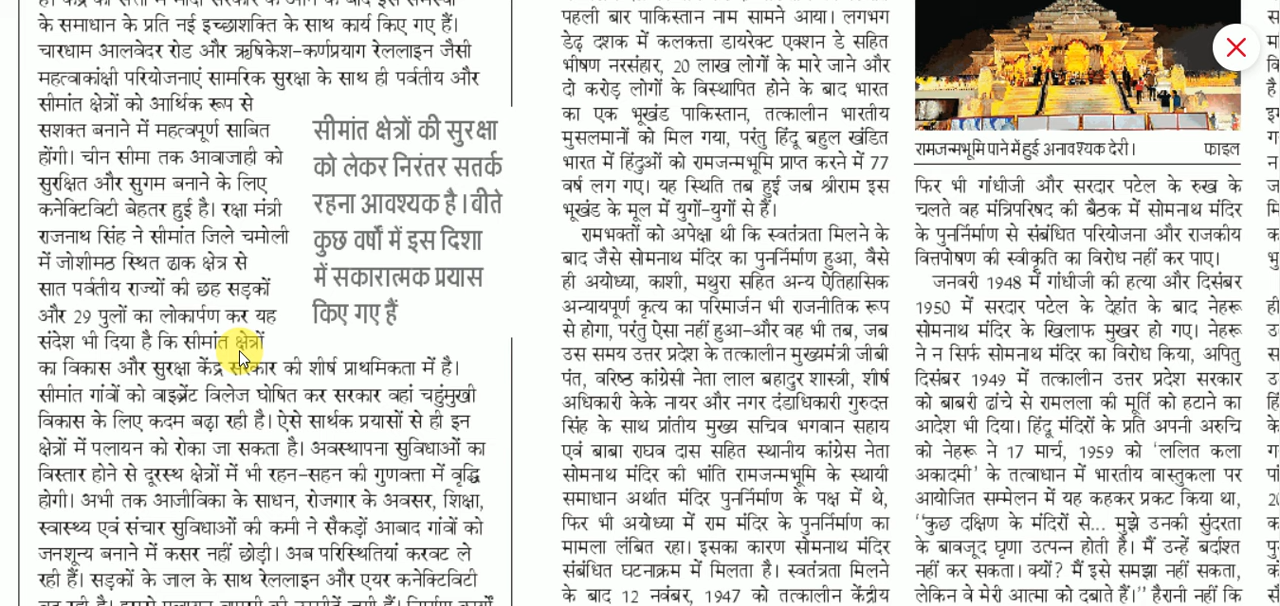 के समाधान के प्रति नई इच्छाशक्ति के साथ कार्य किए गए हैं।
चारधाम आलवेदर रोड और ऋषिकेश-कर्णप्रयाग रेललाइन जैसी
महत्वाकांक्षी परियोजनाएं सामरिक सुरक्षा के साथ ही पर्वतीय और
सीमांत क्षेत्रों को आर्थिक रूप से
सशक्त बनाने में महत्वपूर्ण साबित
होंगी। चीन सीमा तक आवाजाही को
सुरक्षित और सुगम बनाने के लिए
कनेक्टिविटी बेहतर हुई है। रक्षा मंत्री
राजनाथ सिंह ने सीमांत जिले चमोली
में जोशीमठ स्थित ढाक क्षेत्र से
सात पर्वतीय राज्यों की छह सड़कों
और 29 पुलों का लोकार्पण कर यह
संदेश भी दिया है कि सीमांत क्षेत्रों
का विकास और सुरक्षा केंद्र सरकार की शीर्ष प्राथमिकता में है।
सीमांत गांवों को वाइब्रेंट विलेज घोषित कर सरकार वहां चहुंमुखी
विकास के लिए कदम बढ़ा रही है। ऐसे सार्थक प्रयासों से ही इन
क्षेत्रों में पलायन को रोका जा सकता है। अवस्थापना सुविधाओं का
विस्तार होने से दूरस्थ क्षेत्रों में भी रहन-सहन की गुणवत्ता में वृद्धि
होगी। अभी तक आजीविका के साधन, रोजगार के अवसर, शिक्षा,
स्वास्थ्य एवं संचार सुविधाओं की कमी ने सैकड़ों आबाद गांवों को
जनशून्य बनाने में कसर नहीं छोड़ी। अब परिस्थितियां करवट ले
रही हैं। सड़कों के जाल के साथ रेललाइन और एयर कनेक्टिविटी
सीमांत क्षेत्रों की सुरक्षा
को लेकर निरंतर सतर्क
रहना आवश्यक है। बीते
कुछ वर्षों में इस दिशा
में सकारात्मक प्रयास
किए गए हैं
पहली बार पाकिस्तान नाम सामने आया। लगभग
डेढ़ दशक में कलकत्ता डायरेक्ट एक्शन डे सहित
भीषण नरसंहार, 20 लाख लोगों के मारे जाने और
दो करोड़ लोगों के विस्थापित होने के बाद भारत
का एक भूखंड पाकिस्तान, तत्कालीन भारतीय
मुसलमानों को मिल गया, परंतु हिंदू बहुल खंडित
भारत में हिंदुओं को रामजन्मभूमि प्राप्त करने में 77
वर्ष लग गए। यह स्थिति तब हुई जब श्रीराम इस
भूखंड के मूल में युगों-युगों से हैं।
रामभक्तों को अपेक्षा थी कि स्वतंत्रता मिलने के
बाद जैसे सोमनाथ मंदिर का पुनर्निर्माण हुआ, वैसे
ही अयोध्या, काशी, मथुरा सहित अन्य ऐतिहासिक
अन्यायपूर्ण कृत्य का परिमार्जन भी राजनीतिक रूप
से होगा, परंतु ऐसा नहीं हुआ-और वह भी तब, जब
उस समय उत्तर प्रदेश के तत्कालीन मुख्यमंत्री जीबी
पंत, वरिष्ठ कांग्रेसी नेता लाल बहादुर शास्त्री, शीर्ष
अधिकारी केके नायर और नगर दंडाधिकारी गुरुदत्त
सिंह के साथ प्रांतीय मुख्य सचिव भगवान सहाय
एवं बाबा राघव दास सहित स्थानीय कांग्रेस नेता
सोमनाथ मंदिर की भांति रामजन्मभूमि के स्थायी
समाधान अर्थात मंदिर पुनर्निर्माण के पक्ष में थे,
फिर भी अयोध्या में राम मंदिर के पुनर्निर्माण का
मामला लंबित रहा। इसका कारण सोमनाथ मंदिर
संबंधित घटनाक्रम में मिलता है। स्वतंत्रता मिलने
के बाद 12 नवंबर, 1947 को तत्कालीन केंद्रीय
रामजन्मभूमि पाने में हुई अनावश्यक देरी। फाइल
फिर भी गांधीजी और सरदार पटेल के रुख के
चलते वह मंत्रिपरिषद की बैठक में सोमनाथ मंदिर
के पुनर्निर्माण से संबंधित परियोजना और राजकीय
वित्तपोषण की स्वीकृति का विरोध नहीं कर पाए।
जनवरी 1948 में गांधीजी की हत्या और दिसंबर
1950 में सरदार पटेल के देहांत के बाद नेहरू
सोमनाथ मंदिर के खिलाफ मुखर हो गए। नेहरू
ने न सिर्फ सोमनाथ मंदिर का विरोध किया, अपितु
दिसंबर 1949 में तत्कालीन उत्तर प्रदेश सरकार
को बाबरी ढांचे से रामलला की मूर्ति को हटाने का
आदेश भी दिया। हिंदू मंदिरों के प्रति अपनी अरुचि
को नेहरू ने 17 मार्च, 1959 को 'ललित कला
अकादमी' के तत्वाधान में भारतीय वास्तुकला पर
आयोजित सम्मेलन में यह कहकर प्रकट किया था,
''कुछ दक्षिण के मंदिरों से... मुझे उनकी सुंदरता
के बावजूद घृणा उत्पन्न होती है। मैं उन्हें बर्दाश्त
नहीं कर सकता। क्यों? मैं इसे समझा नहीं सकता,
लेकिन वे मेरी आत्मा को दबाते हैं।'' हैरानी नहीं कि